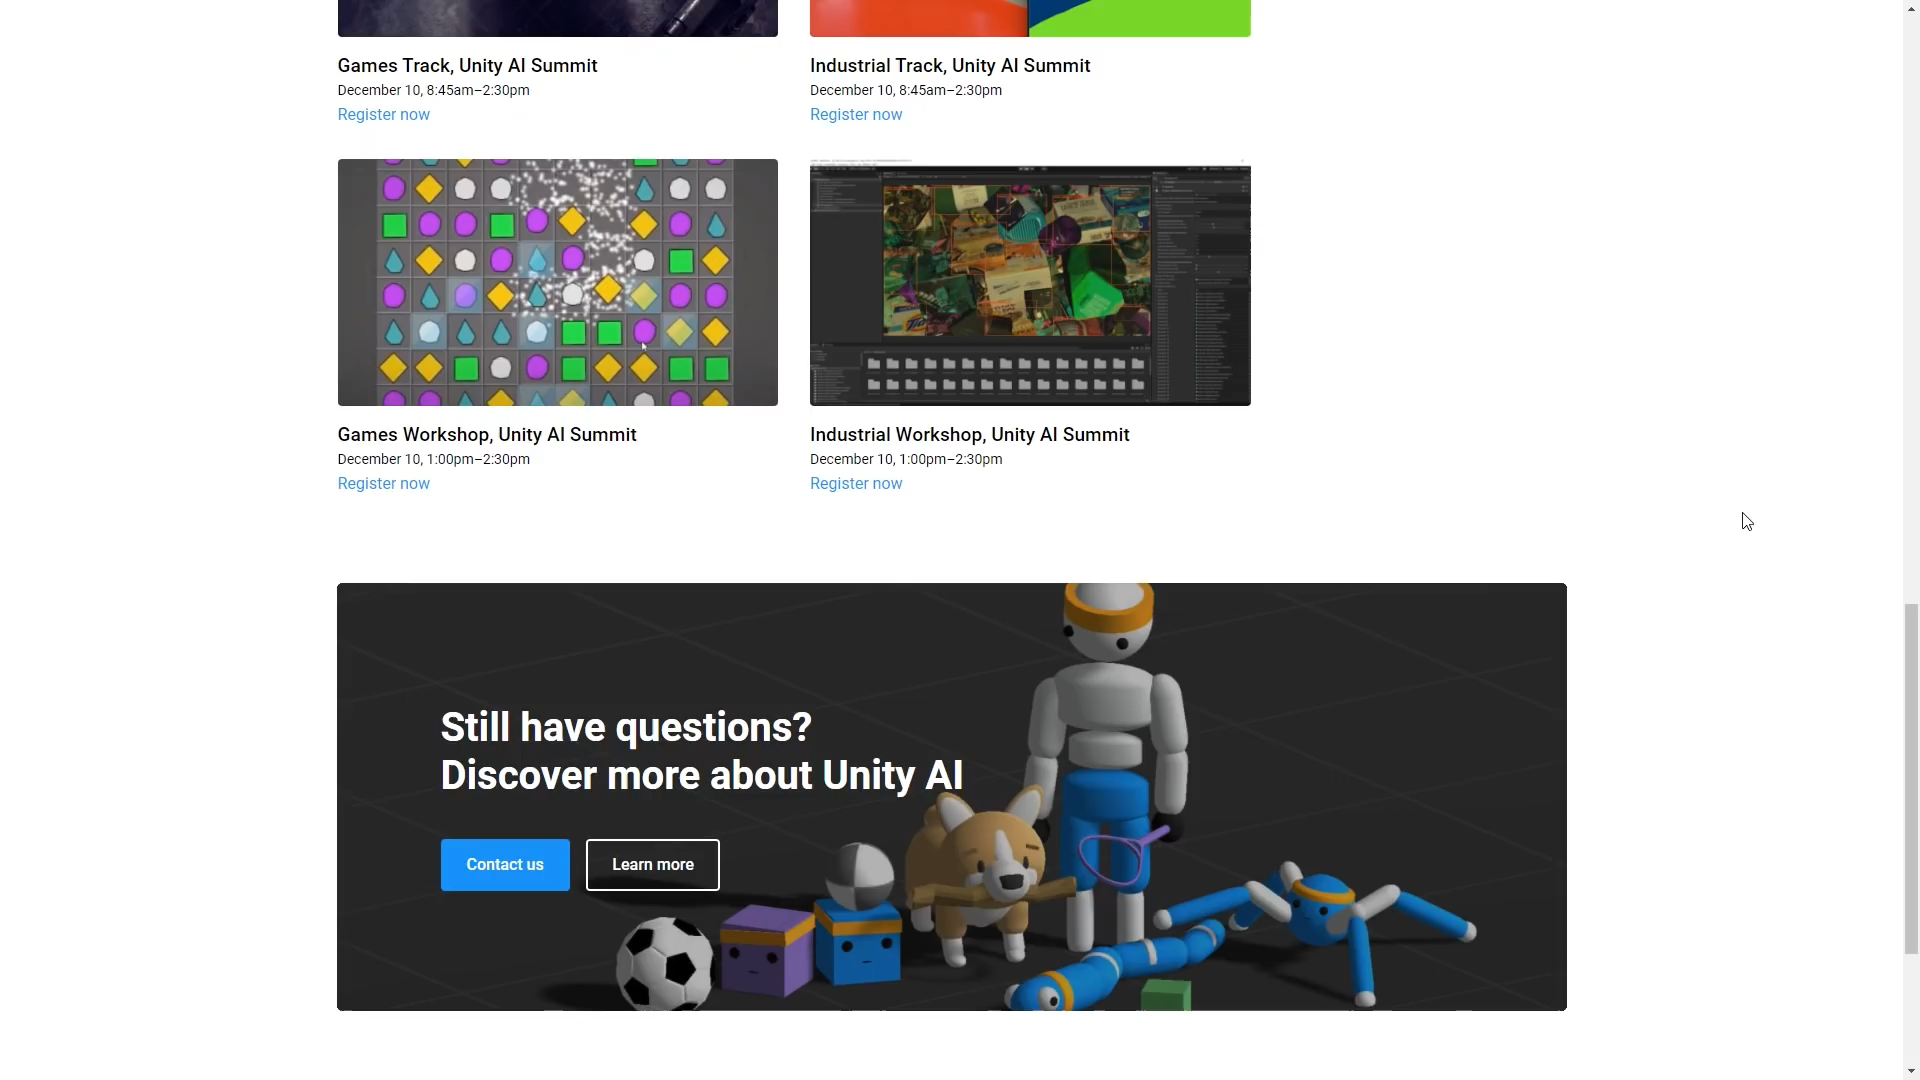 Games Track, Unity AI Summit
December 10, 8:45am–2:30pm
Register now
Industrial Track, Unity AI Summit
December 10, 8:45am–2:30pm
Register now
Games Workshop, Unity AI Summit
December 10, 1:00pm–2:30pm
Register now
Industrial Workshop, Unity AI Summit
December 10, 1:00pm–2:30pm
Register now
Still have questions?
Discover more about Unity AI
Contact us
Learn more